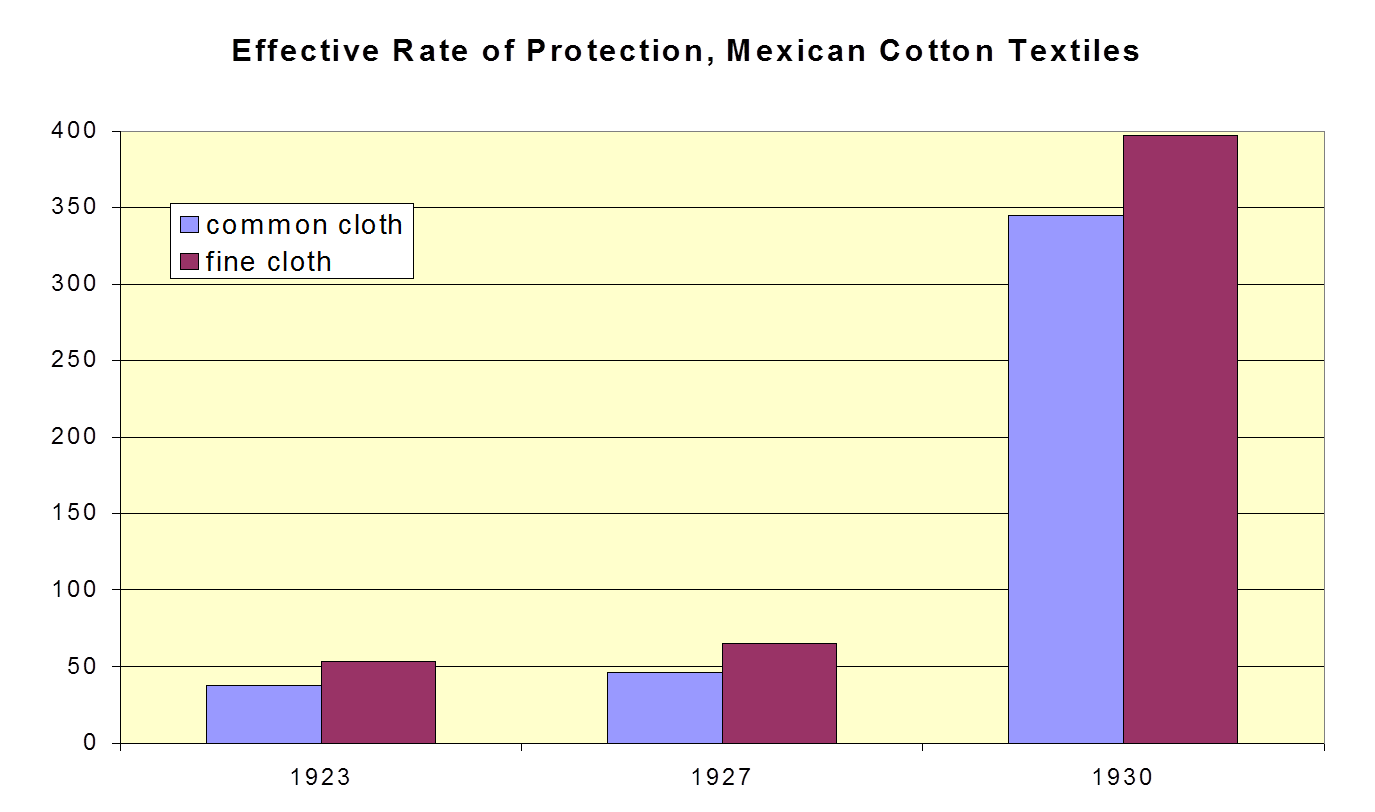 Effective Rate of Protection, Mexican Cotton Textiles
400
350
common cloth
fine cloth
300
250
200
150
100
50
0
1923 1927 1930